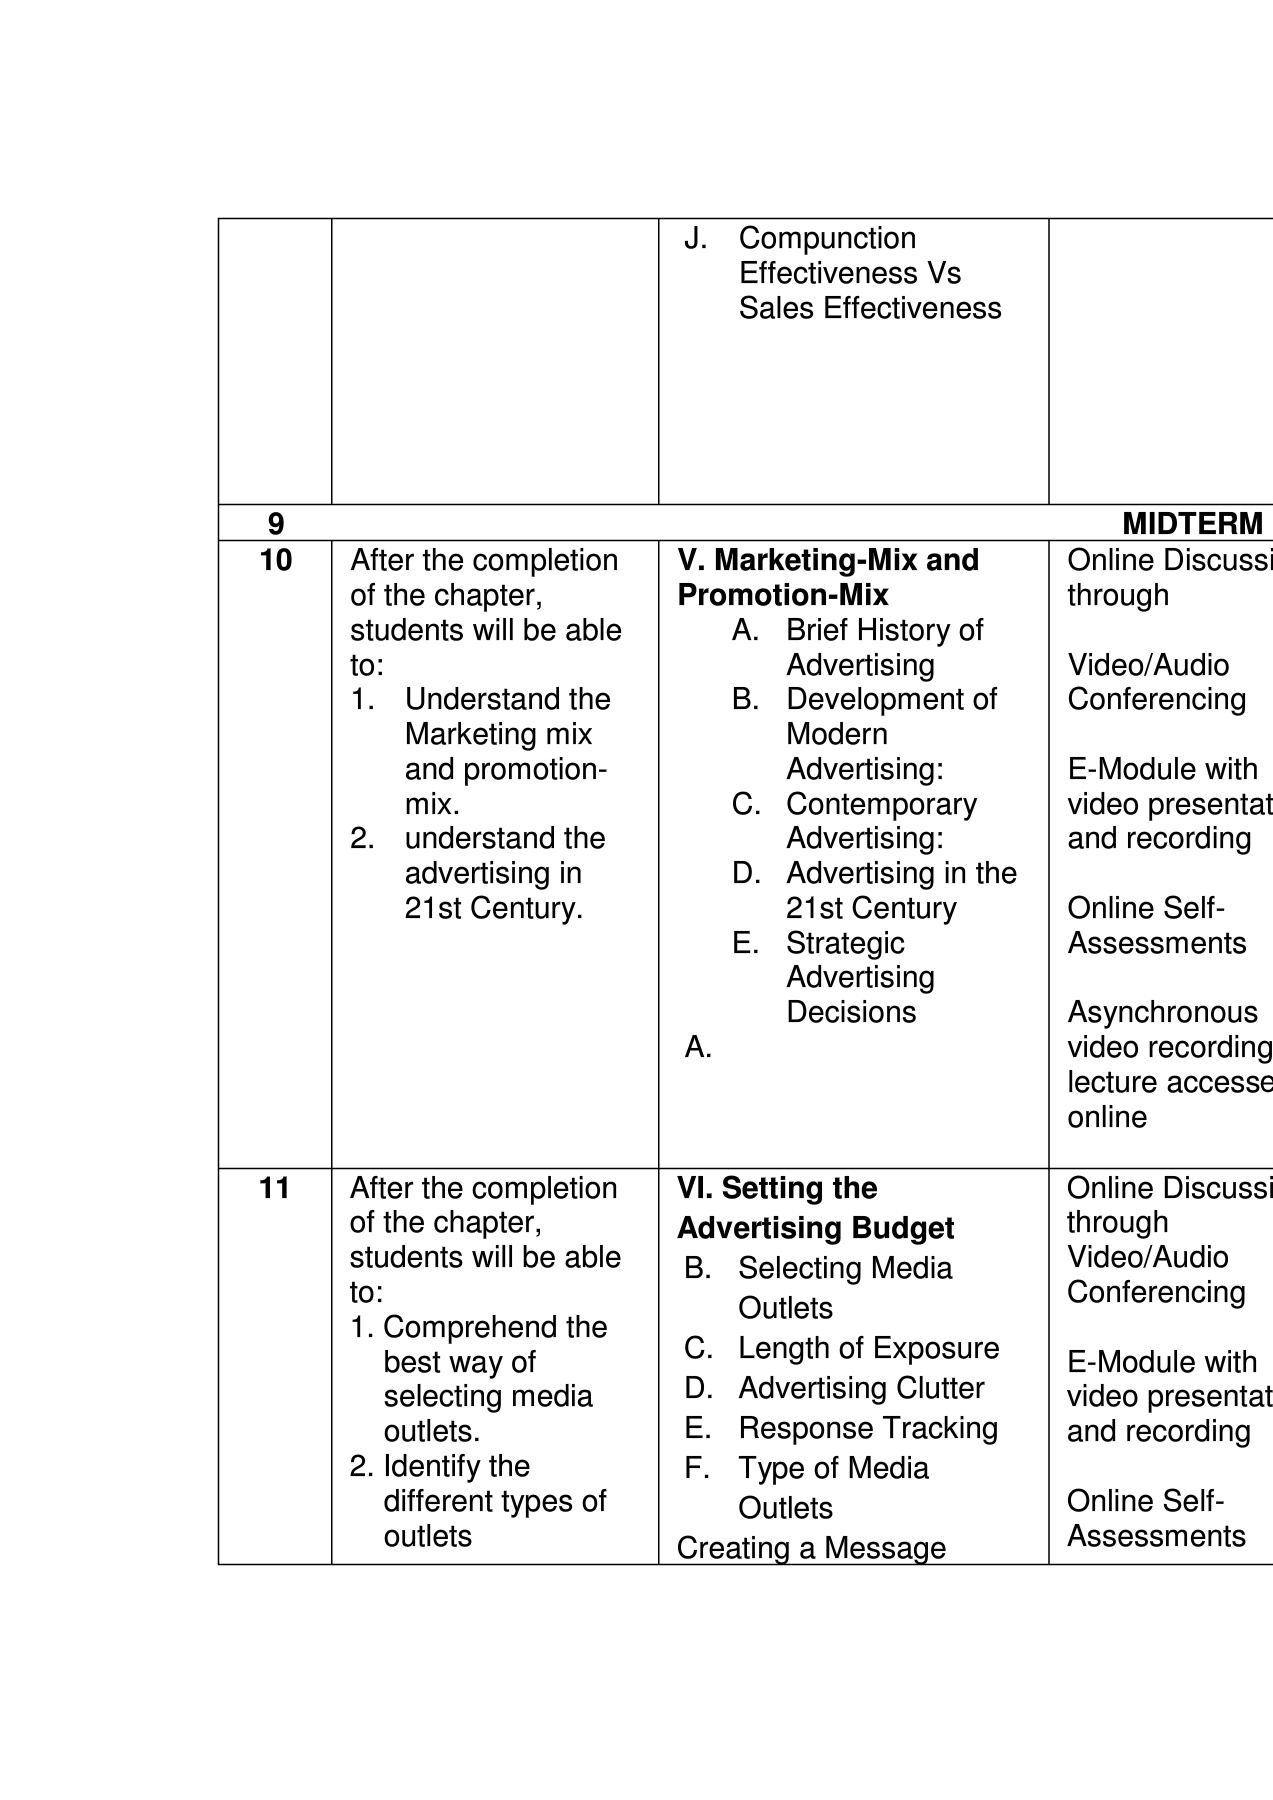 J. Compunction
Effectiveness Vs
Sales Effectiveness
9 MIDTERM
10
After the completion
of the chapter,
students will be able
to:
1. Understand the
Marketing mix
and promotion-
mix.
2. understand the
advertising in
21st Century.
V. Marketing-Mix and
Promotion-Mix
A. Brief History of
Advertising
B. Development of
Modern
Advertising:
C. Contemporary
Advertising:
D. Advertising in the
21st Century
E. Strategic
Advertising
Decisions
A.
Online Discussi
through
Video/Audio
Conferencing
E-Module with
video presentat
and recording
Online Self-
Assessments
Asynchronous
video recording
lecture accesse
online
11
After the completion
of the chapter,
students will be able
to:
1. Comprehend the
best way of
selecting media
outlets.
2. Identify the
different types of
outlets
VI. Setting the
Advertising Budget
B. Selecting Media
Outlets
C. Length of Exposure
D. Advertising Clutter
E. Response Tracking
F. Type of Media
Outlets
Creating a Message
Online Discussi
through
Video/Audio
Conferencing
E-Module with
video presentat
and recording
Online Self-
Assessments